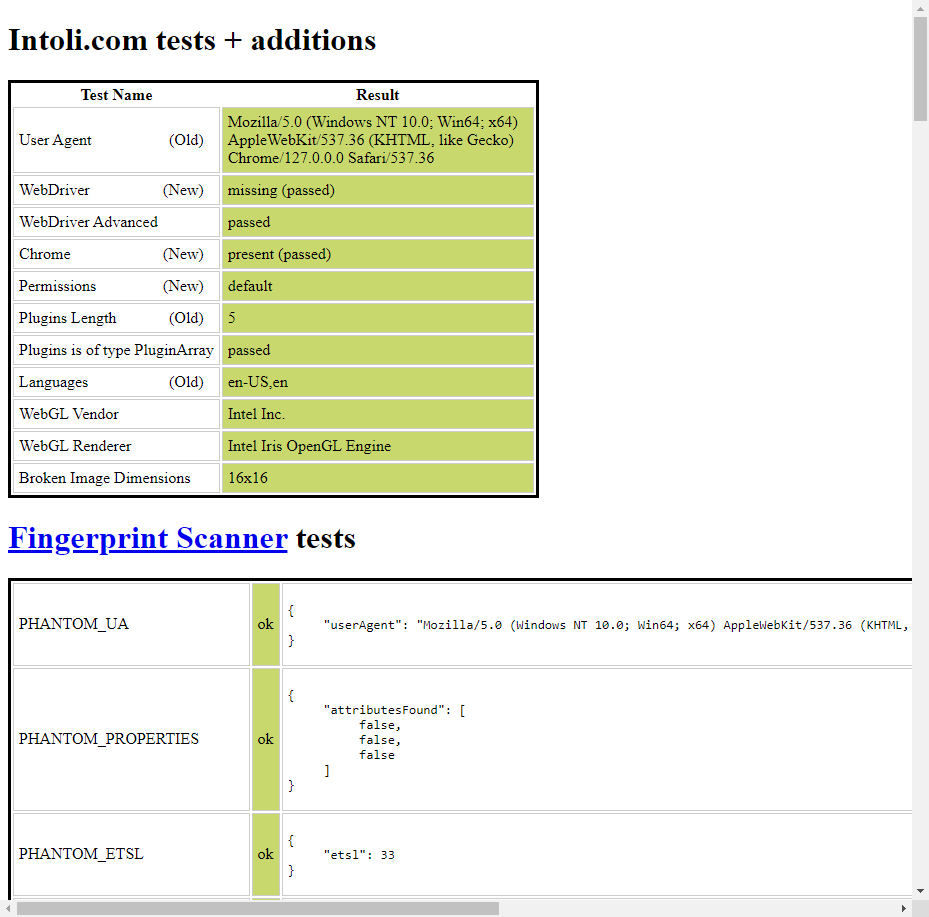 Intoli.com tests + additions
Test Name Result
User Agent (Old) Mozilla/5.0 (Windows NT 10.0; Win64; x64)
AppleWebKit/537.36 (KHTML, like Gecko)
Chrome/127.0.0.0 Safari/537.36
WebDriver (New) missing (passed)
WebDriver Advanced passed
Chrome (New) present (passed)
Permissions (New) default
Plugins Length (Old) 5
Plugins is of type PluginArray passed
Languages (Old) en-US,en
WebGL Vendor Intel Inc.
WebGL Renderer Intel Iris OpenGL Engine
Broken Image Dimensions 16x16
Fingerprint Scanner tests
PHANTOM_UA ok {
"userAgent": "Mozilla/5.0 (Windows NT 10.0; Win64; x64) AppleWebKit/537.36 (KHTML,
}
PHANTOM_PROPERTIES ok {
"attributesFound": [
false,
false,
false
]
}
PHANTOM_ETSL ok {
"etsl": 33
}